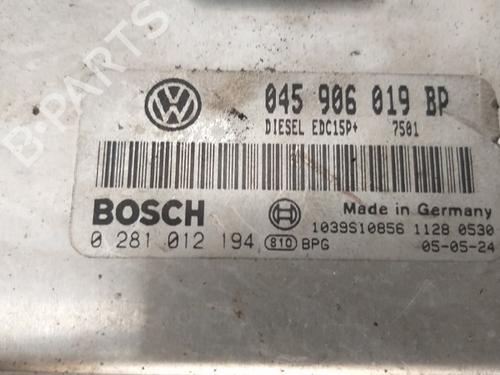 B-PARTS
045 906 019 BP
DIESEL EDC15P+ 7501
BOSCH
Made in Germany
1039S10856 1128 0530
0 281 012 194 810 BPG 05-05-24